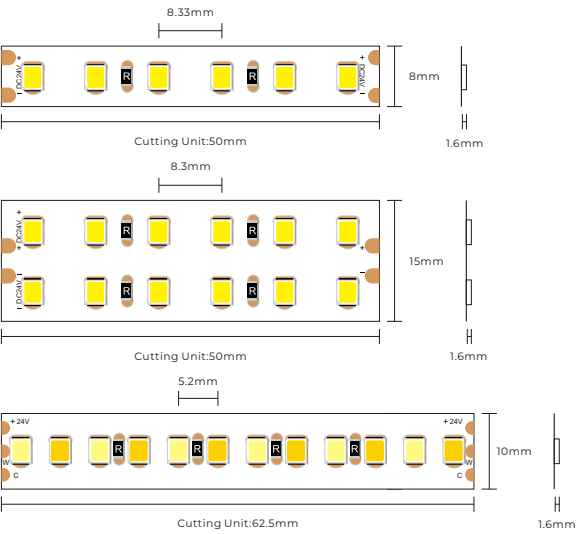 8.33mm
+ R R +
DC24V DC24V
− −
8mm
Cutting Unit:50mm
1.6mm
8.3mm
+
DC24V R R
+ +
− −
DC24V R R
−
15mm
Cutting Unit:50mm
1.6mm
5.2mm
+ 24V + 24V
R R R R
W W
C C
10mm
Cutting Unit:62.5mm
1.6mm